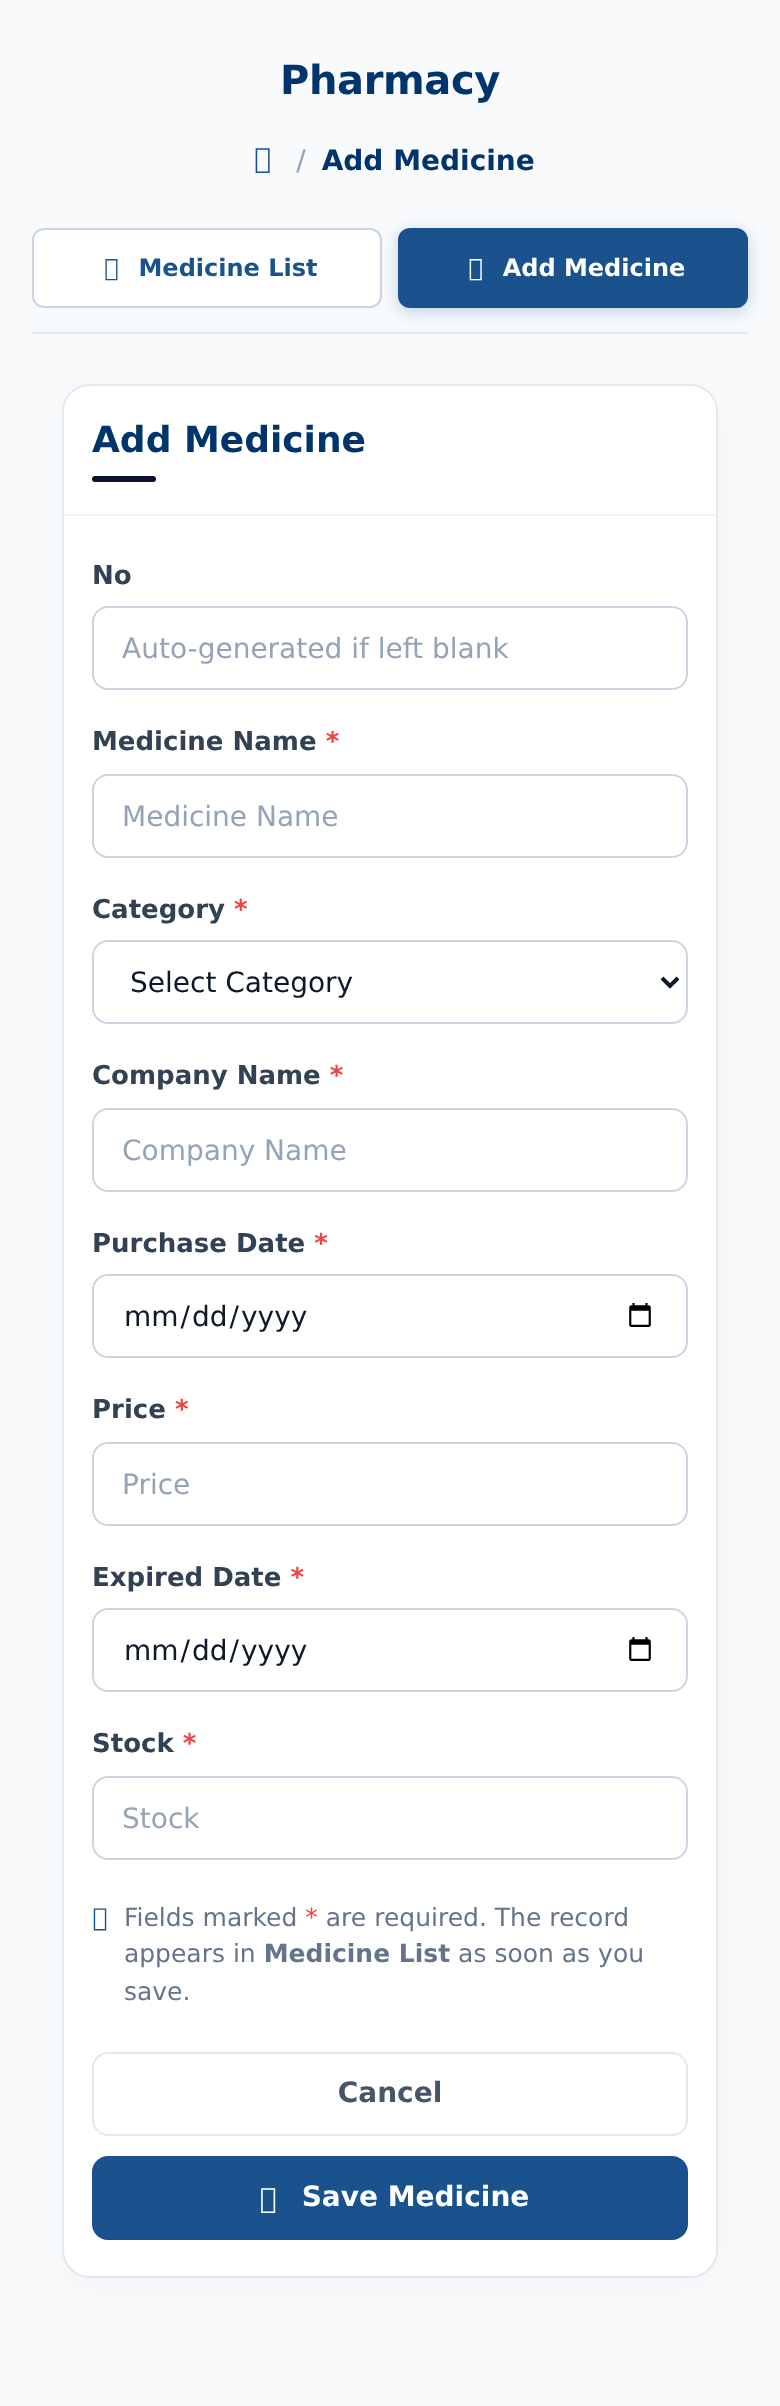 Pharmacy
/ Add Medicine
Medicine List
Add Medicine
Add Medicine
No
Auto-generated if left blank
Medicine Name *
Medicine Name
Category *
Select Category
Company Name *
Company Name
Purchase Date *
mm/dd/yyyy
Price *
Price
Expired Date *
mm/dd/yyyy
Stock *
Stock
Fields marked * are required. The record
appears in Medicine List as soon as you
save.
Cancel
Save Medicine